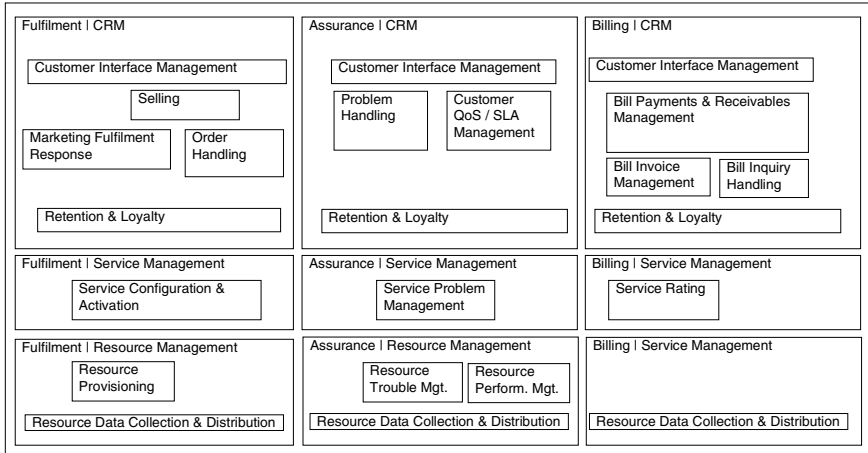 Fulfilment | CRM
Customer Interface Management
Selling
Marketing Fulfilment
Response
Order
Handling
Retention & Loyalty
Assurance | CRM
Customer Interface Management
Problem
Handling
Customer
QoS / SLA
Management
Retention & Loyalty
Billing | CRM
Customer Interface Management
Bill Payments & Receivables
Management
Bill Invoice
Management
Bill Inquiry
Handling
Retention & Loyalty
Fulfilment | Service Management
Service Configuration &
Activation
Assurance | Service Management
Service Problem
Management
Billing | Service Management
Service Rating
Fulfilment | Resource Management
Resource
Provisioning
Resource Data Collection & Distribution
Assurance | Resource Management
Resource
Trouble Mgt.
Resource
Perform. Mgt.
Resource Data Collection & Distribution
Billing | Service Management
Resource Data Collection & Distribution